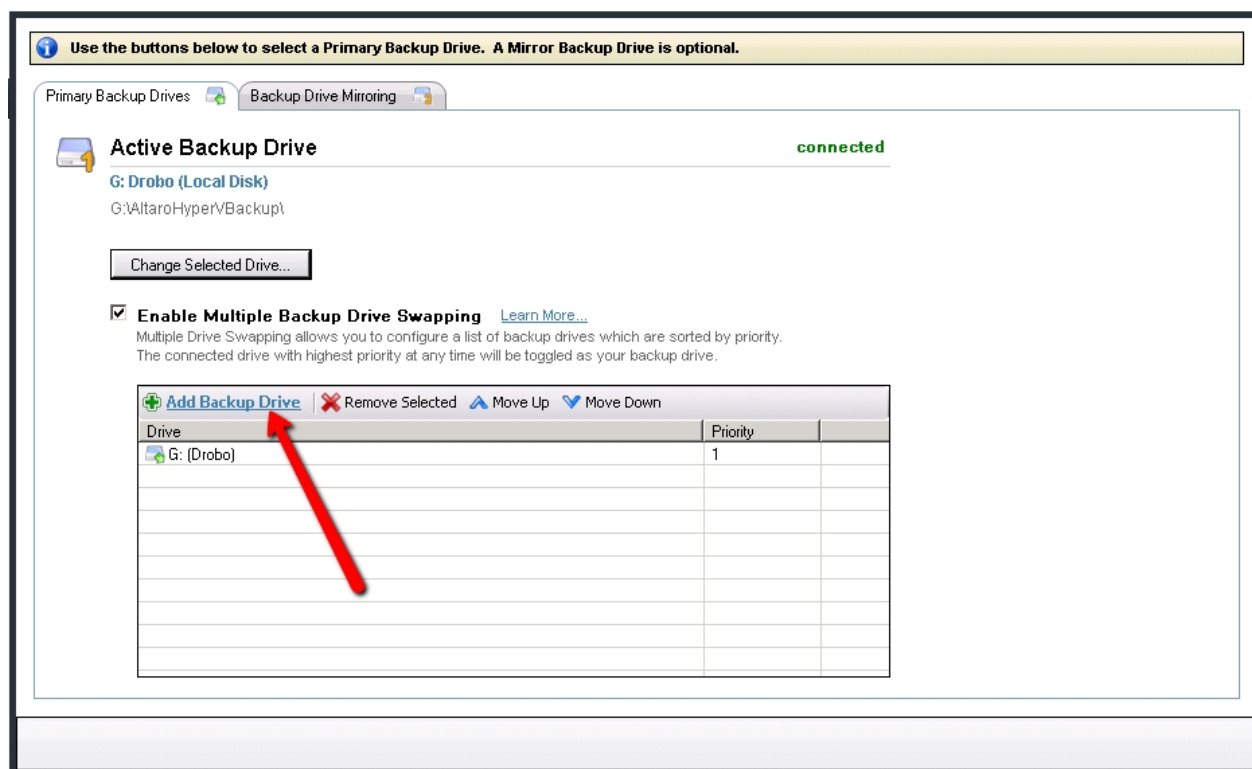 Use the buttons below to select a Primary Backup Drive. A Mirror Backup Drive is optional.
Primary Backup Drives Backup Drive Mirroring
Active Backup Drive connected
G: Drobo (Local Disk)
G:\AltaroHyperVBackup\
Change Selected Drive...
Enable Multiple Backup Drive Swapping Learn More...
Multiple Drive Swapping allows you to configure a list of backup drives which are sorted by priority.
The connected drive with highest priority at any time will be toggled as your backup drive.
Add Backup Drive Remove Selected Move Up Move Down
Drive Priority
G: (Drobo) 1